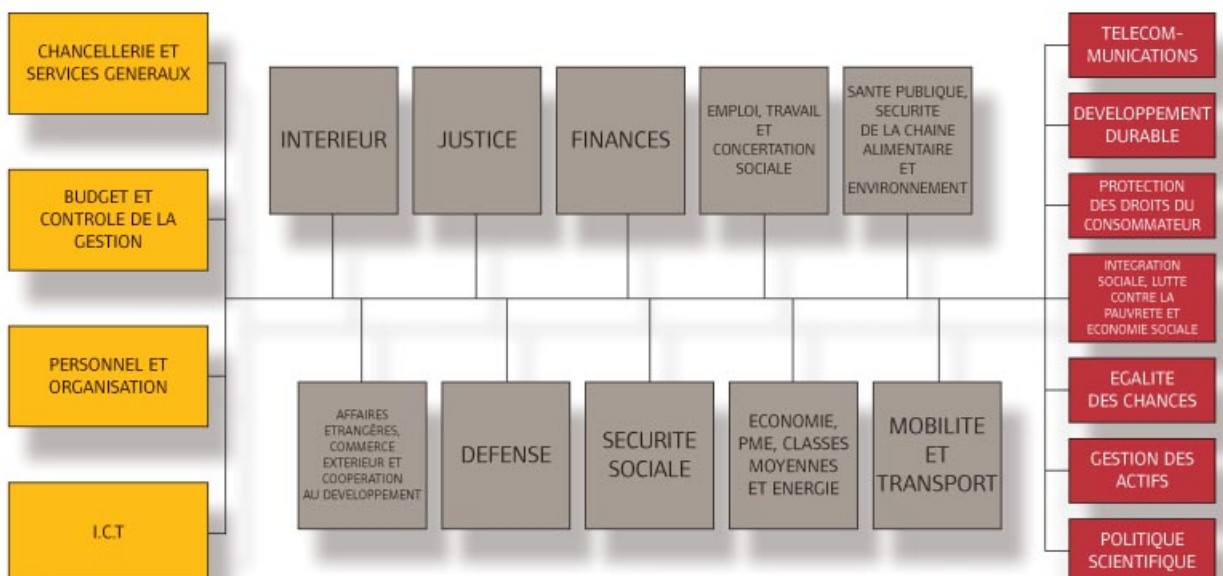 CHANCELLERIE ET
SERVICES GENERAUX
BUDGET ET
CONTROLE DE LA
GESTION
PERSONNEL ET
ORGANISATION
I.C.T
INTERIEUR
JUSTICE
FINANCES
EMPLOI, TRAVAIL
ET
CONCERTATION
SOCIALE
SANTE PUBLIQUE,
SECURITE
DE LA CHAINE
ALIMENTAIRE
ET
ENVIRONNEMENT
AFFAIRES
ETRANGÈRES,
COMMERCE
EXTERIEUR ET
COOPERATION
AU DEVELOPPEMENT
DEFENSE
SECURITE
SOCIALE
ECONOMIE,
PME, CLASSES
MOYENNES
ET ENERGIE
MOBILITE
ET
TRANSPORT
TELECOM-
MUNICATIONS
DEVELOPPEMENT
DURABLE
PROTECTION
DES DROITS DU
CONSOMMATEUR
INTEGRATION
SOCIALE, LUTTE
CONTRE LA
PAUVRETE ET
ECONOMIE SOCIALE
EGALITE
DES CHANCES
GESTION DES
ACTIFS
POLITIQUE
SCIENTIFIQUE